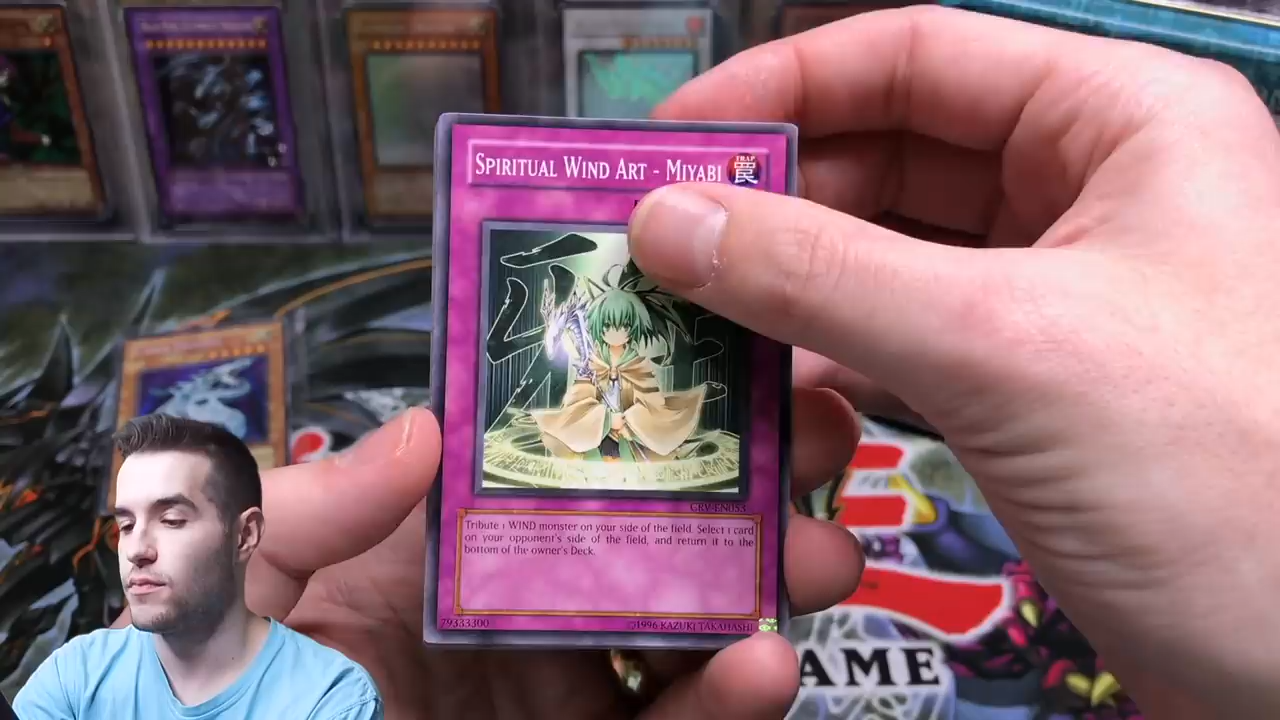 SPIRITUAL WIND ART - MIYABI
TRAP
罠
CRV-EN053
Tribute 1 WIND monster on your side of the field. Select 1 card
on your opponent's side of the field, and return it to the
bottom of the owner's Deck.
79333300
©1996 KAZUKI TAKAHASHI
AME